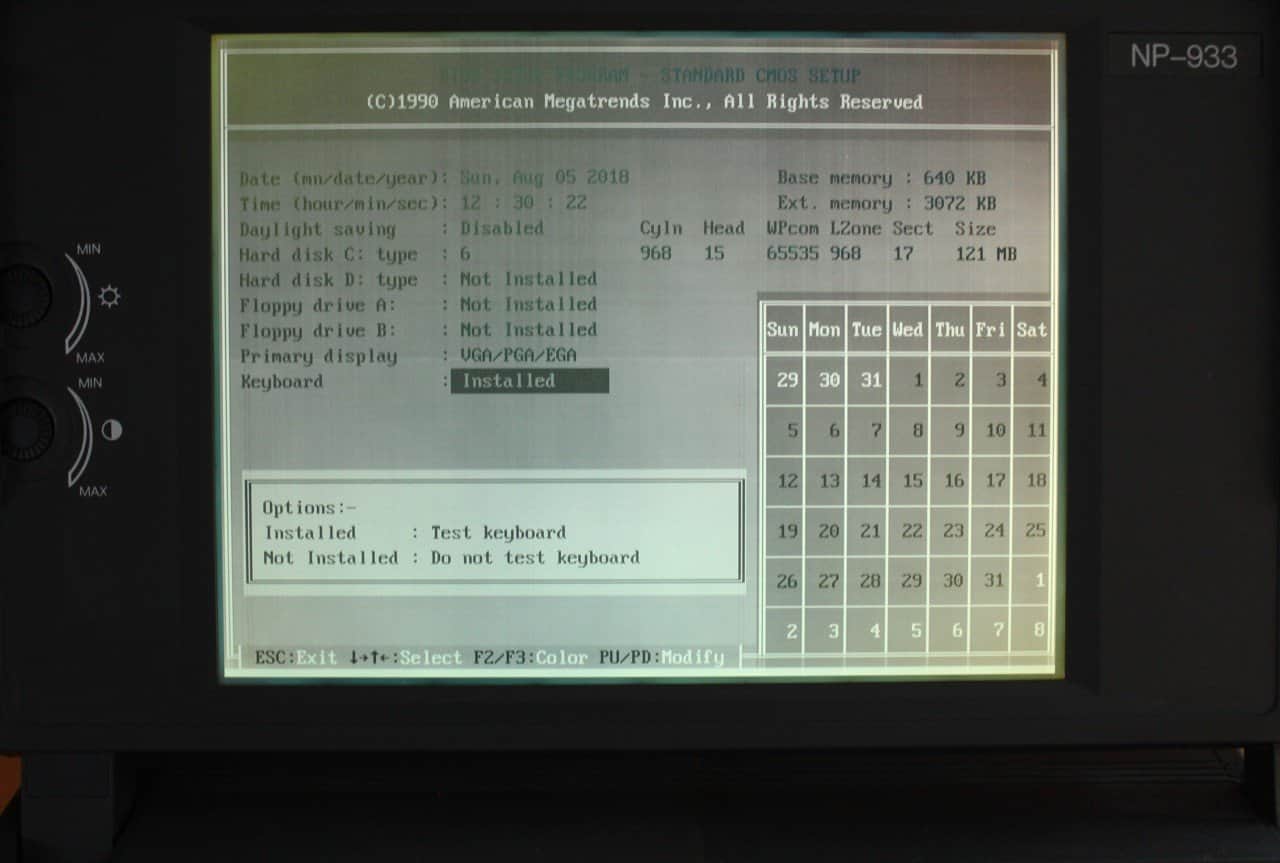 NP-933
BIOS SETUP PROGRAM - STANDARD CMOS SETUP
(C)1990 American Megatrends Inc., All Rights Reserved
Date (mn/date/year): Sun, Aug 05 2018
Base memory : 640 KB
Time (hour/min/sec): 12 : 30 : 22
Ext. memory : 3072 KB
Daylight saving : Disabled
Cyln Head WPcom LZone Sect Size
Hard disk C: type : 6
968 15 65535 968 17 121 MB
Hard disk D: type : Not Installed
Floppy drive A: : Not Installed
Floppy drive B: : Not Installed
Primary display : VGA/PGA/EGA
Keyboard : Installed
Sun Mon Tue Wed Thu Fri Sat
29 30 31 1 2 3 4
5 6 7 8 9 10 11
12 13 14 15 16 17 18
19 20 21 22 23 24 25
26 27 28 29 30 31 1
2 3 4 5 6 7 8
Options:-
Installed : Test keyboard
Not Installed : Do not test keyboard
ESC:Exit ↓→↑←:Select F2/F3:Color PU/PD:Modify
MIN
MAX
MIN
MAX